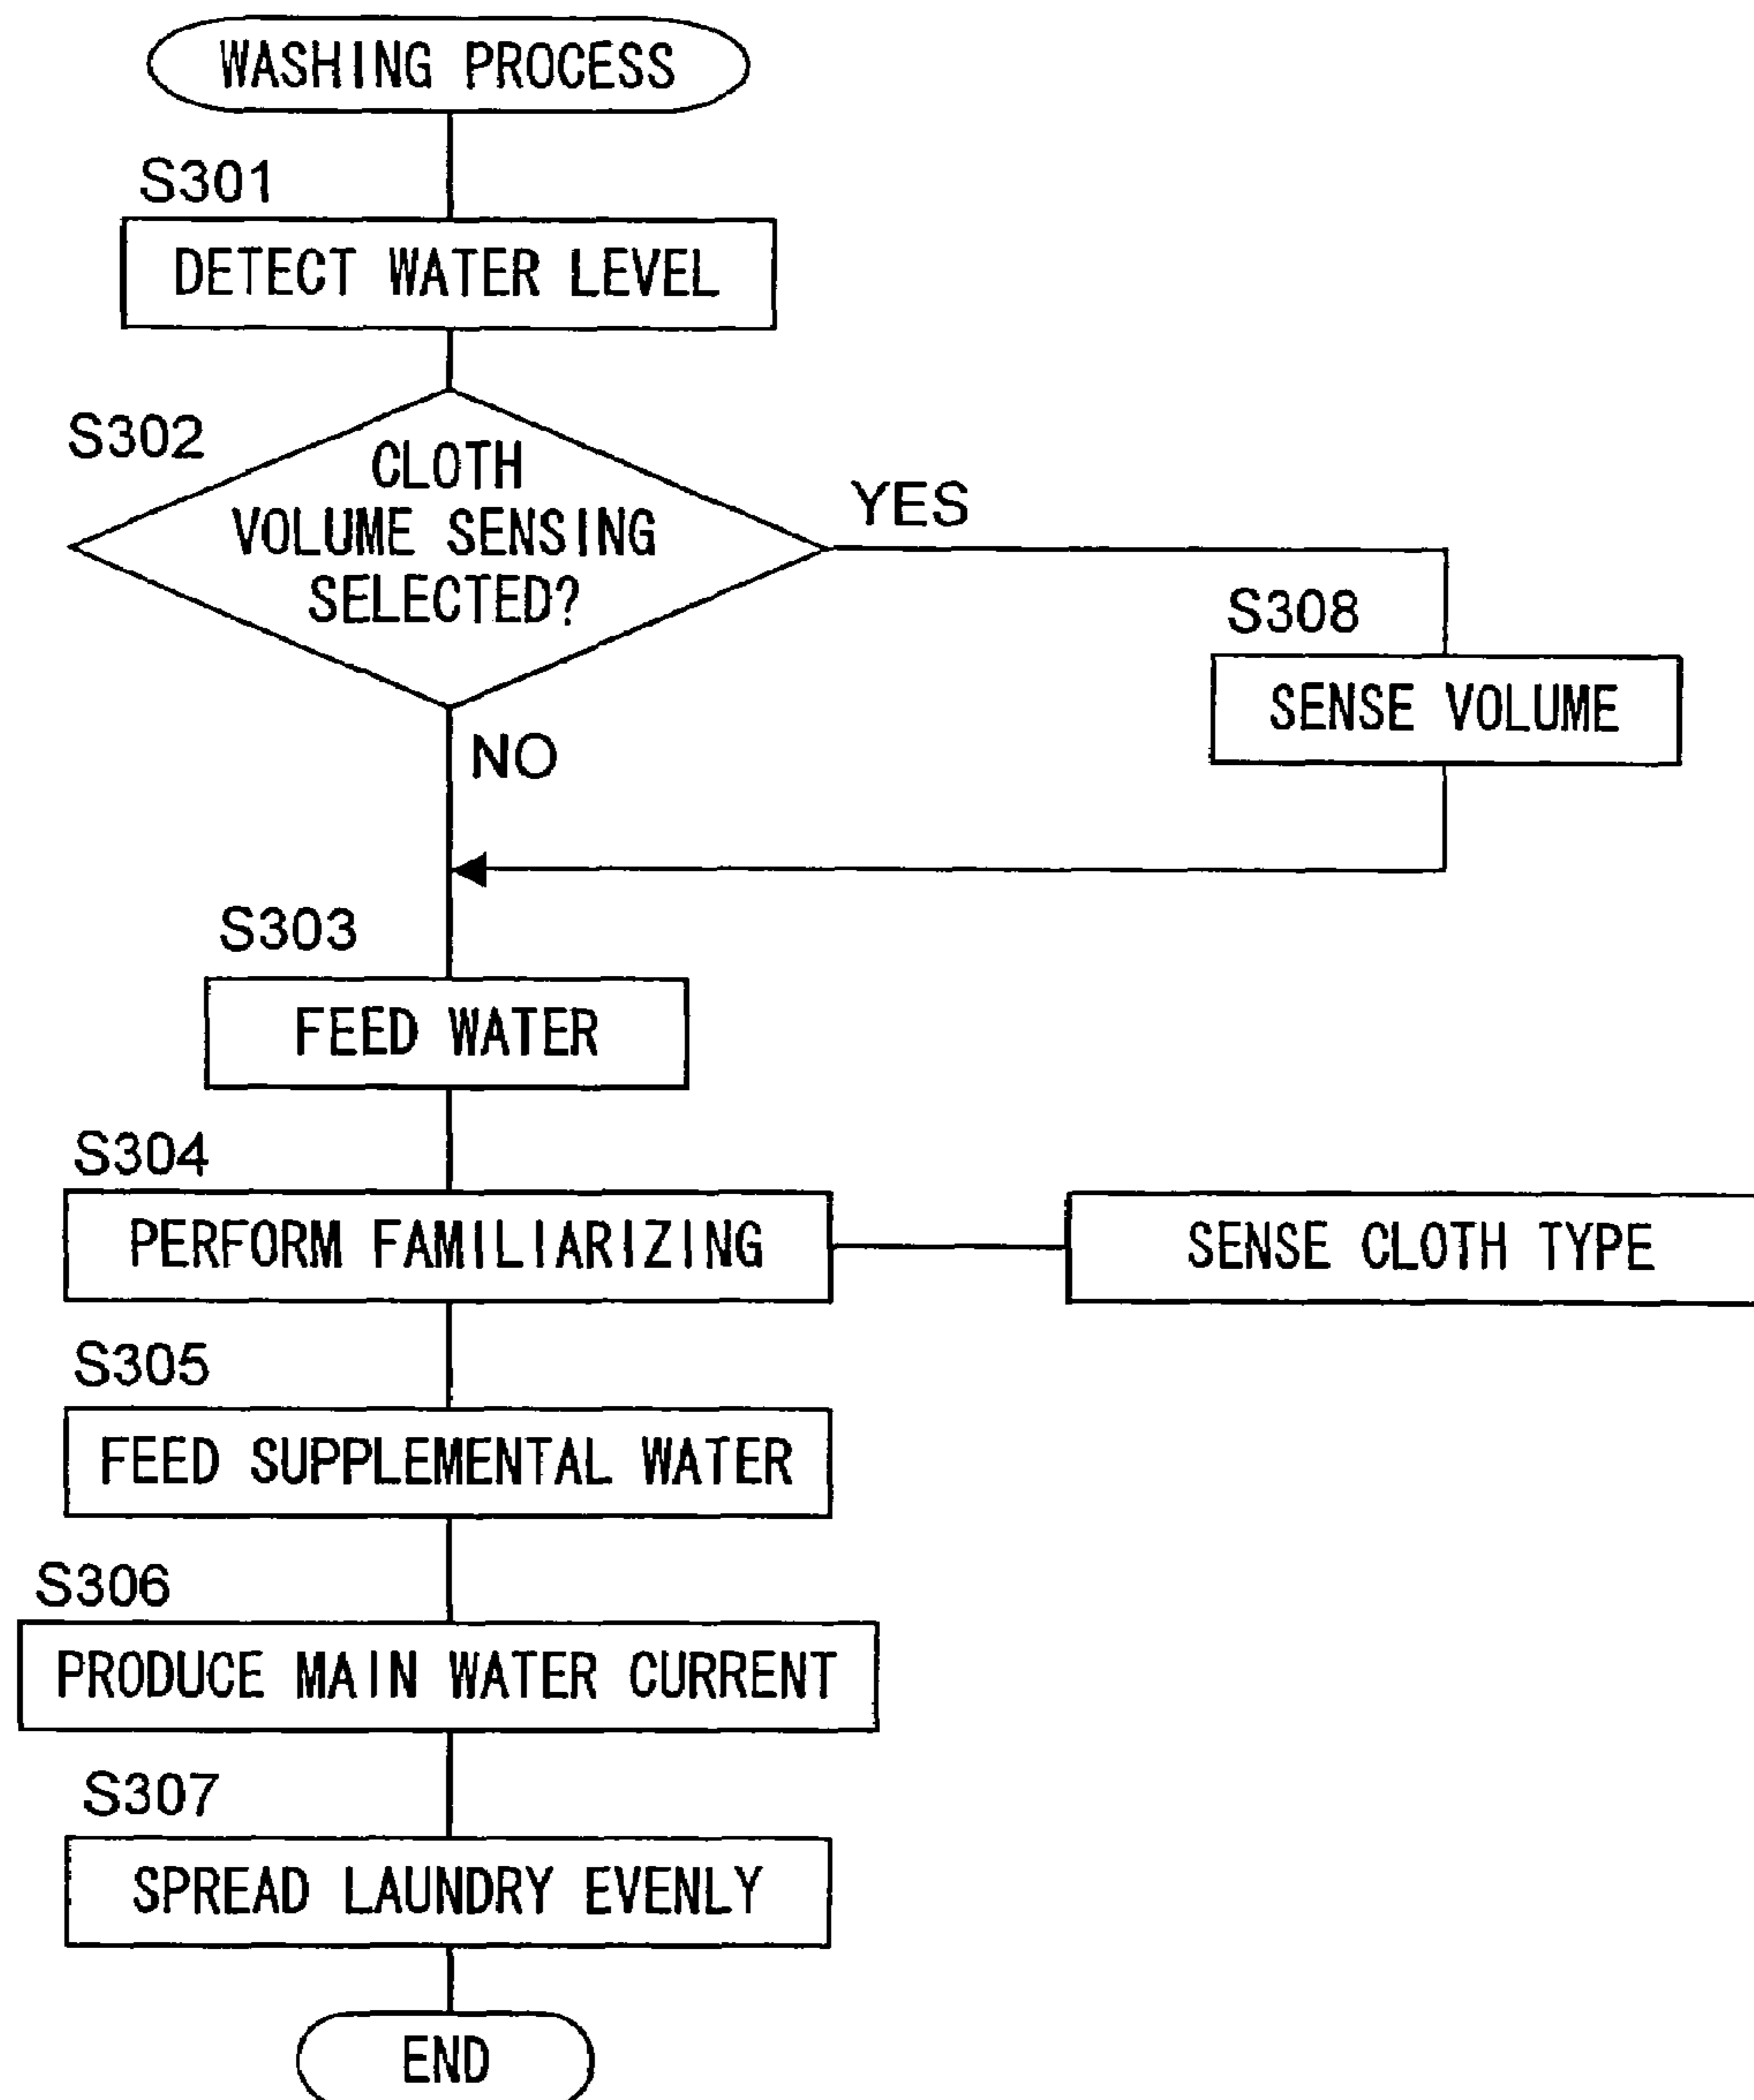 WASHING PROCESS
S301
DETECT WATER LEVEL
S302
CLOTH
VOLUME SENSING
SELECTED?
YES
S308
SENSE VOLUME
NO
S303
FEED WATER
S304
PERFORM FAMILIARIZING
SENSE CLOTH TYPE
S305
FEED SUPPLEMENTAL WATER
S306
PRODUCE MAIN WATER CURRENT
S307
SPREAD LAUNDRY EVENLY
END